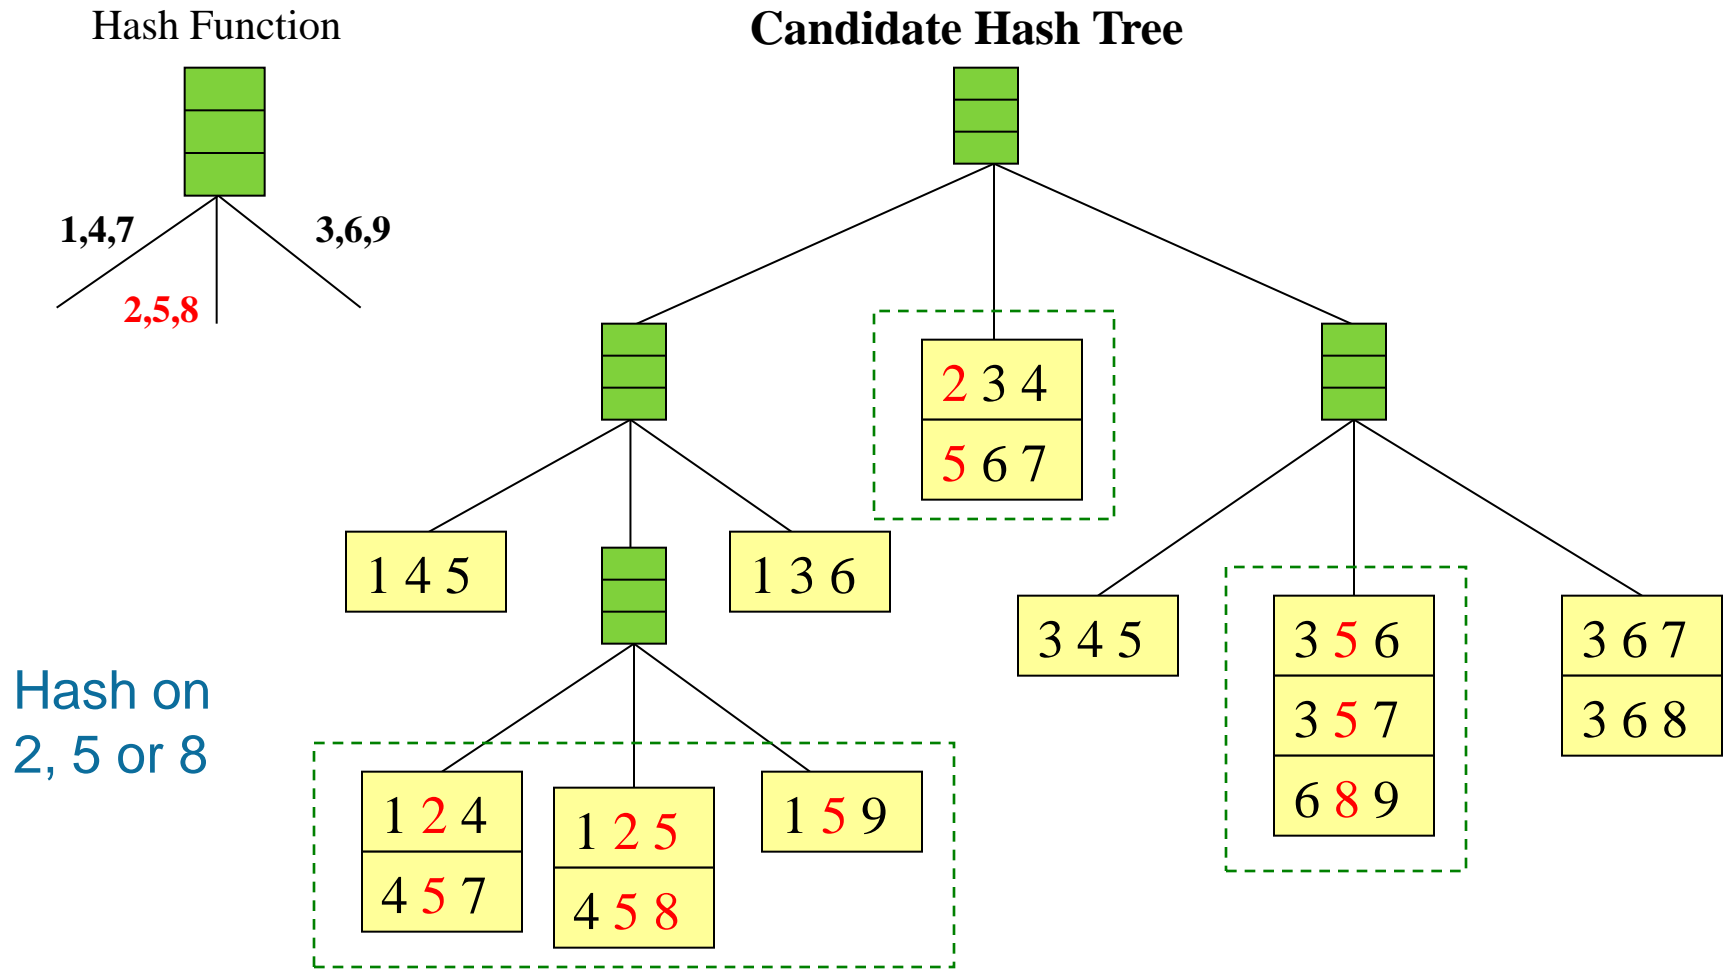 Hash Function
Candidate Hash Tree
1,4,7
3,6,9
2,5,8
2 3 4
5 6 7
1 4 5
1 3 6
3 4 5
3 5 6
3 5 7
6 8 9
3 6 7
3 6 8
Hash on
2, 5 or 8
1 2 4
4 5 7
1 2 5
4 5 8
1 5 9